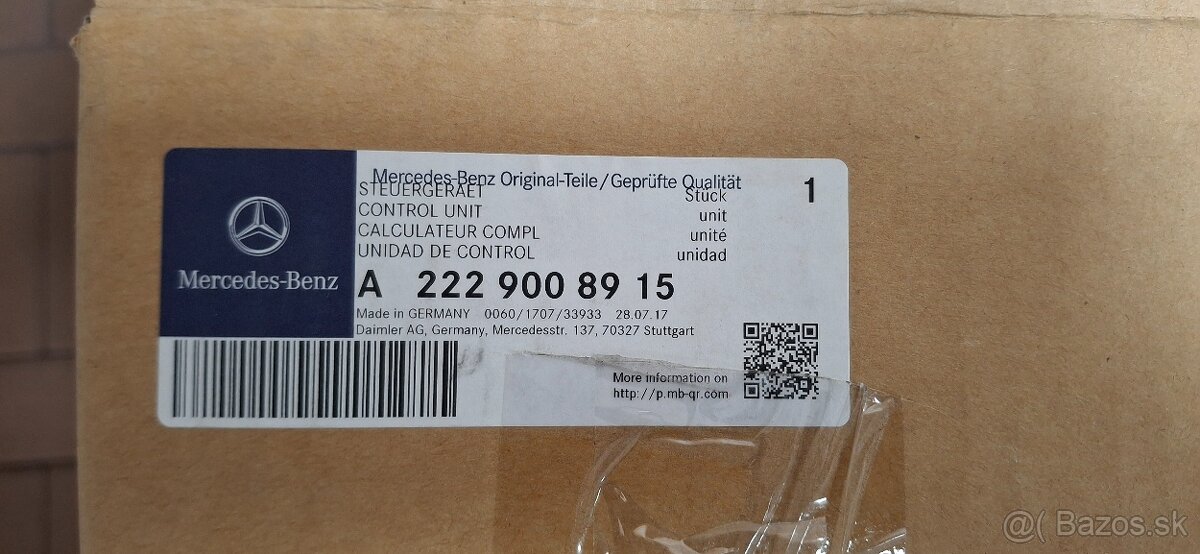 Mercedes-Benz
Mercedes-Benz Original-Teile/Geprüfte Qualität
1
STEUERGERAET Stück
CONTROL UNIT unit
CALCULATEUR COMPL unité
UNIDAD DE CONTROL unidad
A 222 900 89 15
Made in GERMANY 0060/1707/33933 28.07.17
Daimler AG, Germany, Mercedesstr. 137, 70327 Stuttgart
More information on
http://p.mb-qr.com
@( Bazos.sk